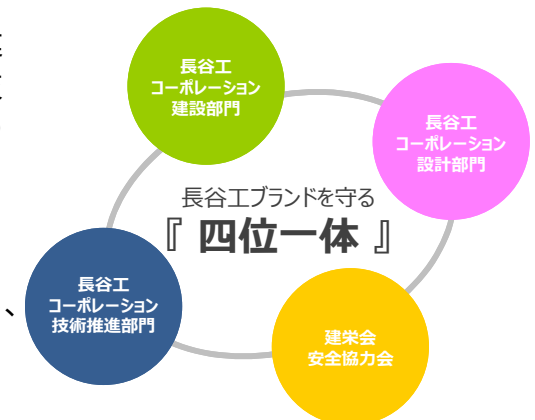 長谷工
コーポレーション
建設部門
長谷工
コーポレーション
設計部門
長谷工ブランドを守る
『 四位一体 』
長谷工
コーポレーション
技術推進部門
、
建栄会
安全協力会